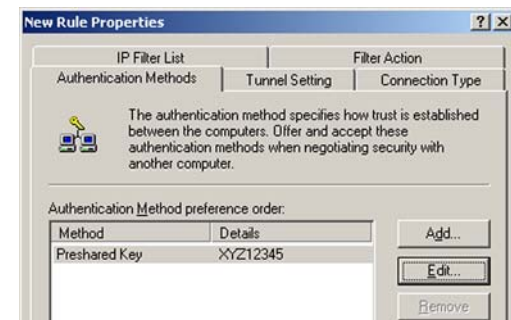 New Rule Properties
IP Filter List
Filter Action
Authentication Methods
Tunnel Setting
Connection Type
The authentication method specifies how trust is established
between the computers. Offer and accept these
authentication methods when negotiating security with
another computer.
Authentication Method preference order:
Method
Details
Preshared Key
XYZ12345
Add...
Edit...
Remove